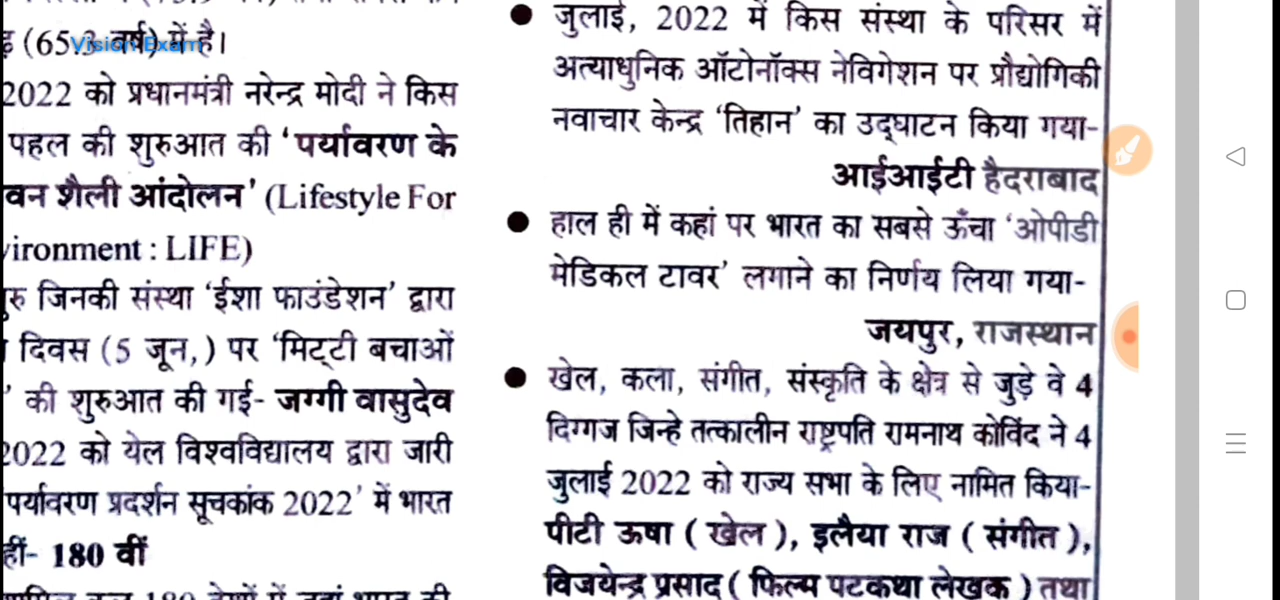 (65.3 वर्ष) में है।
Vision Exam
2022 को प्रधानमंत्री नरेन्द्र मोदी ने किस
पहल की शुरुआत की ‘पर्यावरण के
वन शैली आंदोलन’ (Lifestyle For
vironment : LIFE)
जिनकी संस्था ‘ईशा फाउंडेशन’ द्वारा
दिवस (5 जून,) पर ‘मिट्टी बचाओं
’ की शुरुआत की गई- जग्गी वासुदेव
2022 को येल विश्वविद्यालय द्वारा जारी
‘पर्यावरण प्रदर्शन सूचकांक 2022’ में भारत
हीं- 180 वीं
जुलाई, 2022 में किस संस्था के परिसर में
अत्याधुनिक ऑटोनॉक्स नेविगेशन पर प्रौद्योगिकी
नवाचार केन्द्र ‘तिहान’ का उद्घाटन किया गया-
आईआईटी हैदराबाद
हाल ही में कहां पर भारत का सबसे ऊँचा ‘ओपीडी
मेडिकल टावर’ लगाने का निर्णय लिया गया-
जयपुर, राजस्थान
खेल, कला, संगीत, संस्कृति के क्षेत्र से जुड़े वे 4
दिग्गज जिन्हे तत्कालीन राष्ट्रपति रामनाथ कोविंद ने 4
जुलाई 2022 को राज्य सभा के लिए नामित किया-
पीटी ऊषा ( खेल ), इलैया राज ( संगीत ),
विजयेन्द्र प्रसाद ( फिल्म पटकथा लेखक ) तथा